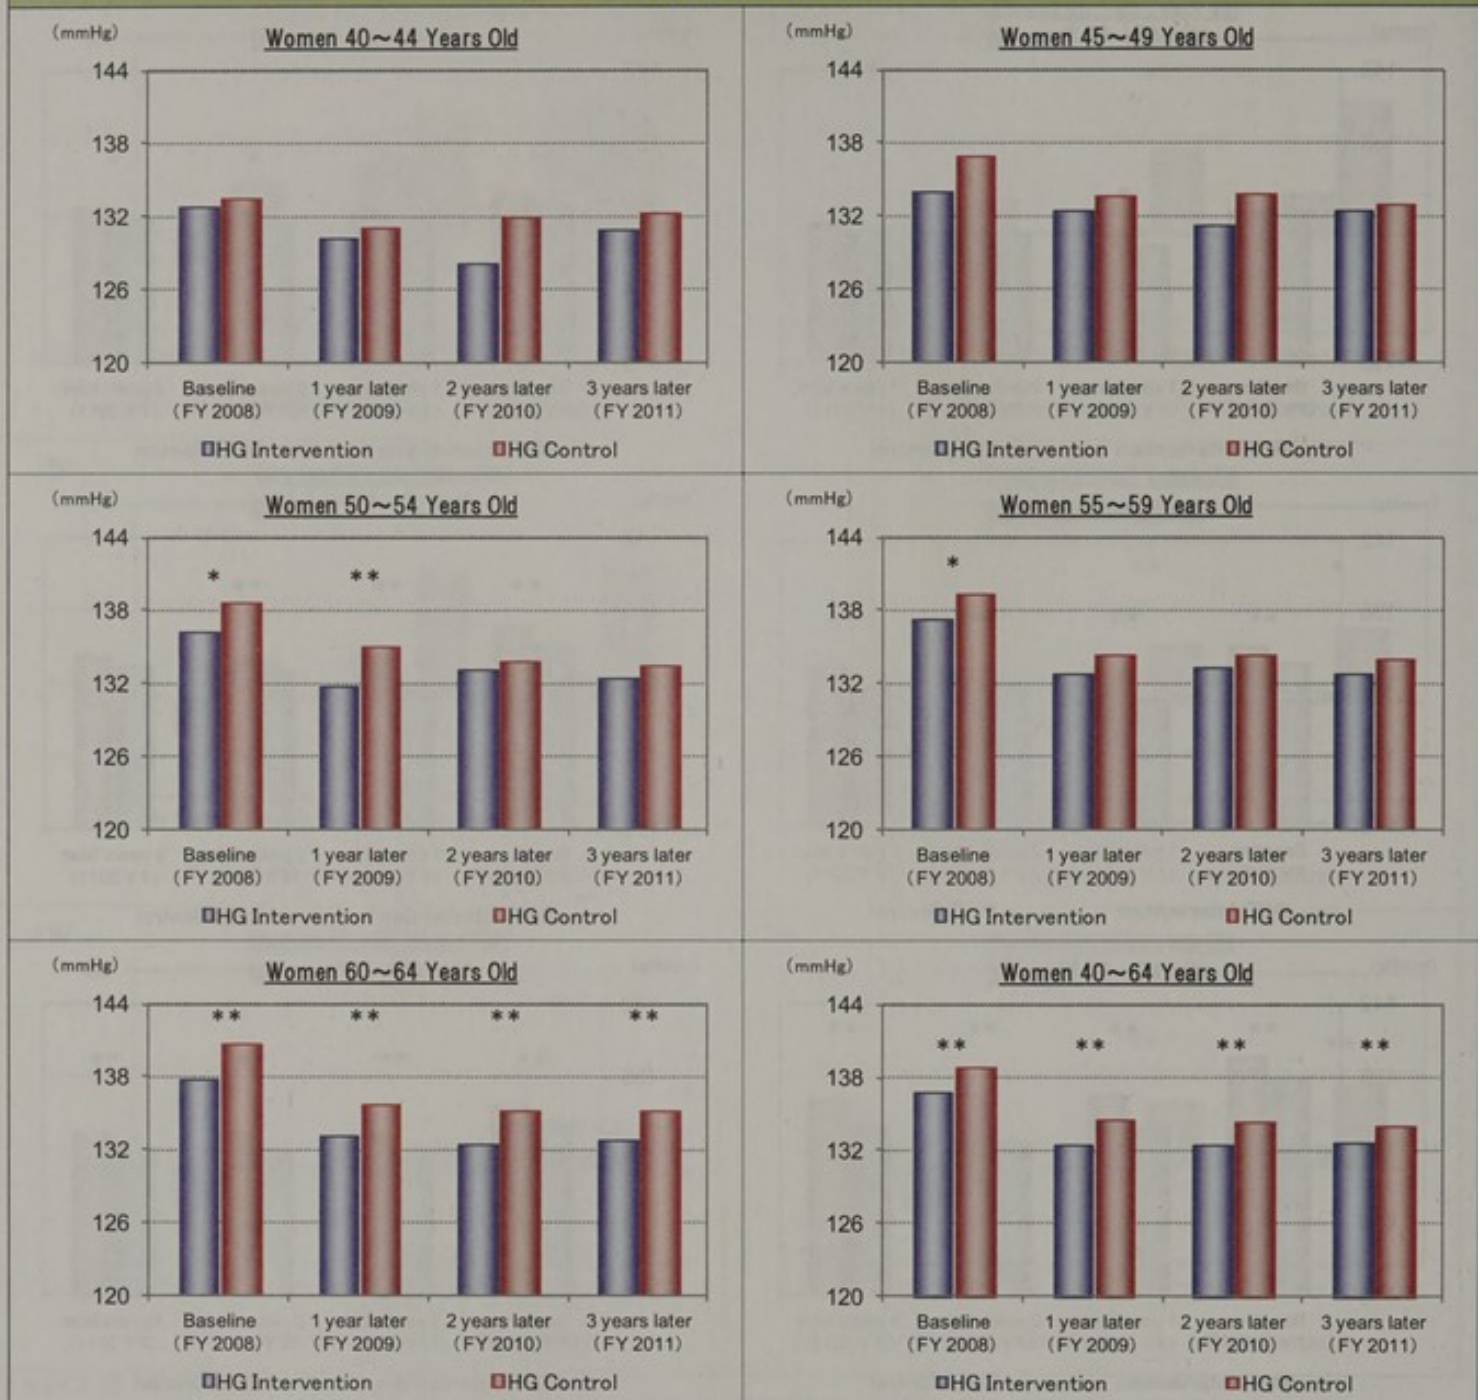 (mmHg)
Women 40～44 Years Old
144
138
132
126
120
Baseline 1 year later 2 years later 3 years later
(FY 2008) (FY 2009) (FY 2010) (FY 2011)
HG Intervention HG Control
(mmHg)
Women 45～49 Years Old
144
138
132
126
120
Baseline 1 year later 2 years later 3 years later
(FY 2008) (FY 2009) (FY 2010) (FY 2011)
HG Intervention HG Control
(mmHg)
Women 50～54 Years Old
144
* **
138
132
126
120
Baseline 1 year later 2 years later 3 years later
(FY 2008) (FY 2009) (FY 2010) (FY 2011)
HG Intervention HG Control
(mmHg)
Women 55～59 Years Old
144
*
138
132
126
120
Baseline 1 year later 2 years later 3 years later
(FY 2008) (FY 2009) (FY 2010) (FY 2011)
HG Intervention HG Control
(mmHg)
Women 60～64 Years Old
144
** ** ** **
138
132
126
120
Baseline 1 year later 2 years later 3 years later
(FY 2008) (FY 2009) (FY 2010) (FY 2011)
HG Intervention HG Control
(mmHg)
Women 40～64 Years Old
144
** ** ** **
138
132
126
120
Baseline 1 year later 2 years later 3 years later
(FY 2008) (FY 2009) (FY 2010) (FY 2011)
HG Intervention HG Control